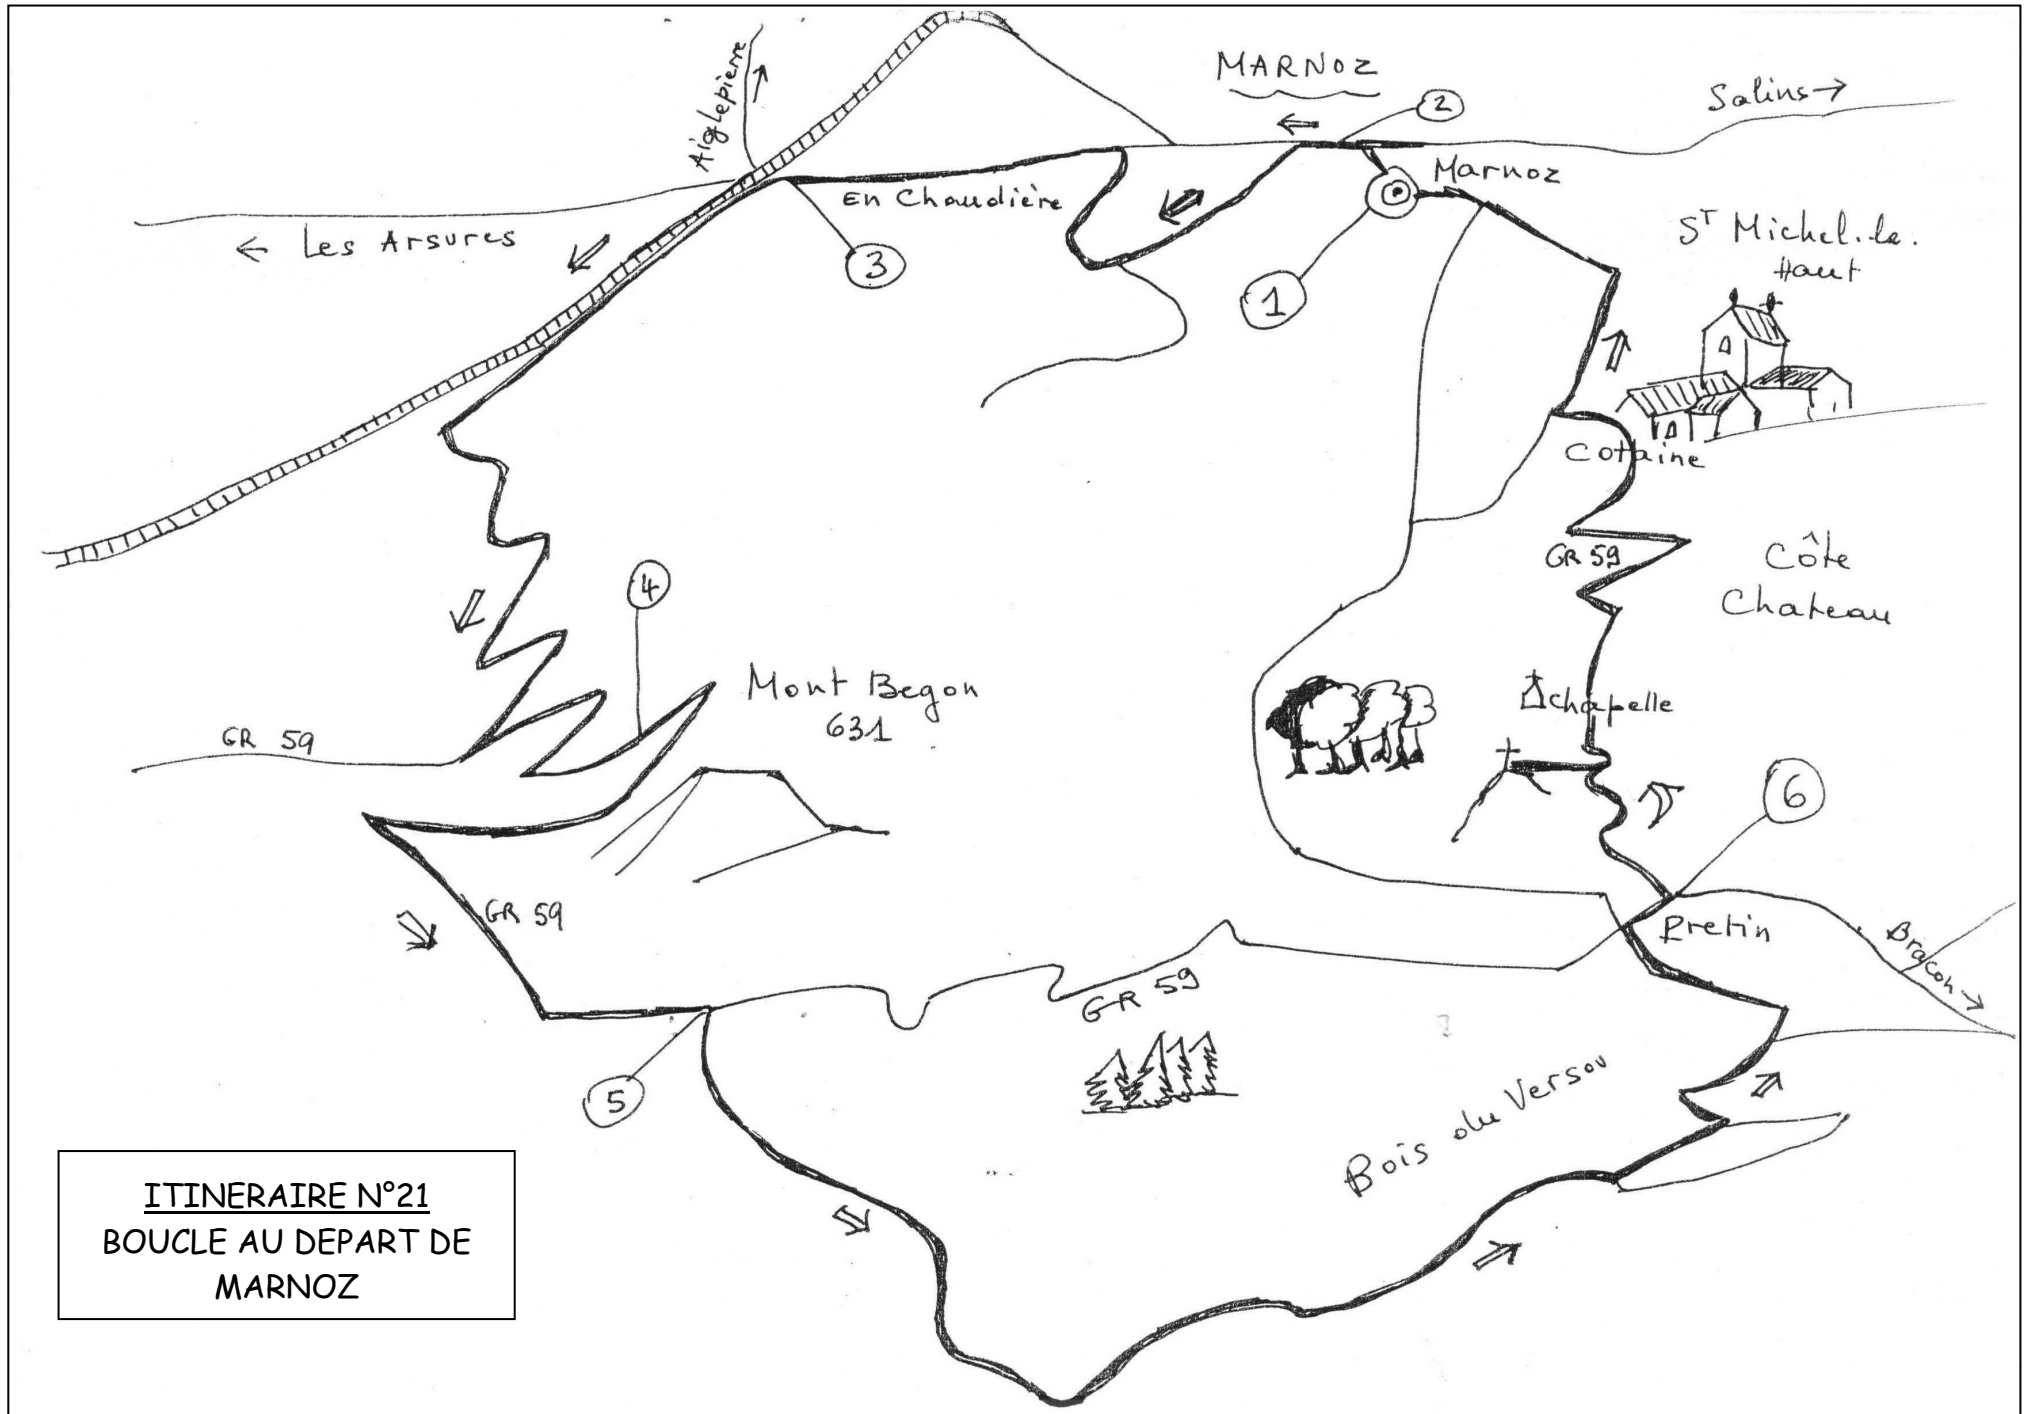 MARNOZ
2
Salins →
Aiglepierre
Marnoz
En Chaudière
← Les Arsures
3
1
ST Michel.le.
Haut
Cotaine
GR 59
Côte
Chateau
4
Mont Begon
631
GR 59
chapelle
6
GR 59
Pretin
Bracon →
GR 59
5
Bois du Versou
ITINERAIRE N°21
BOUCLE AU DEPART DE
MARNOZ